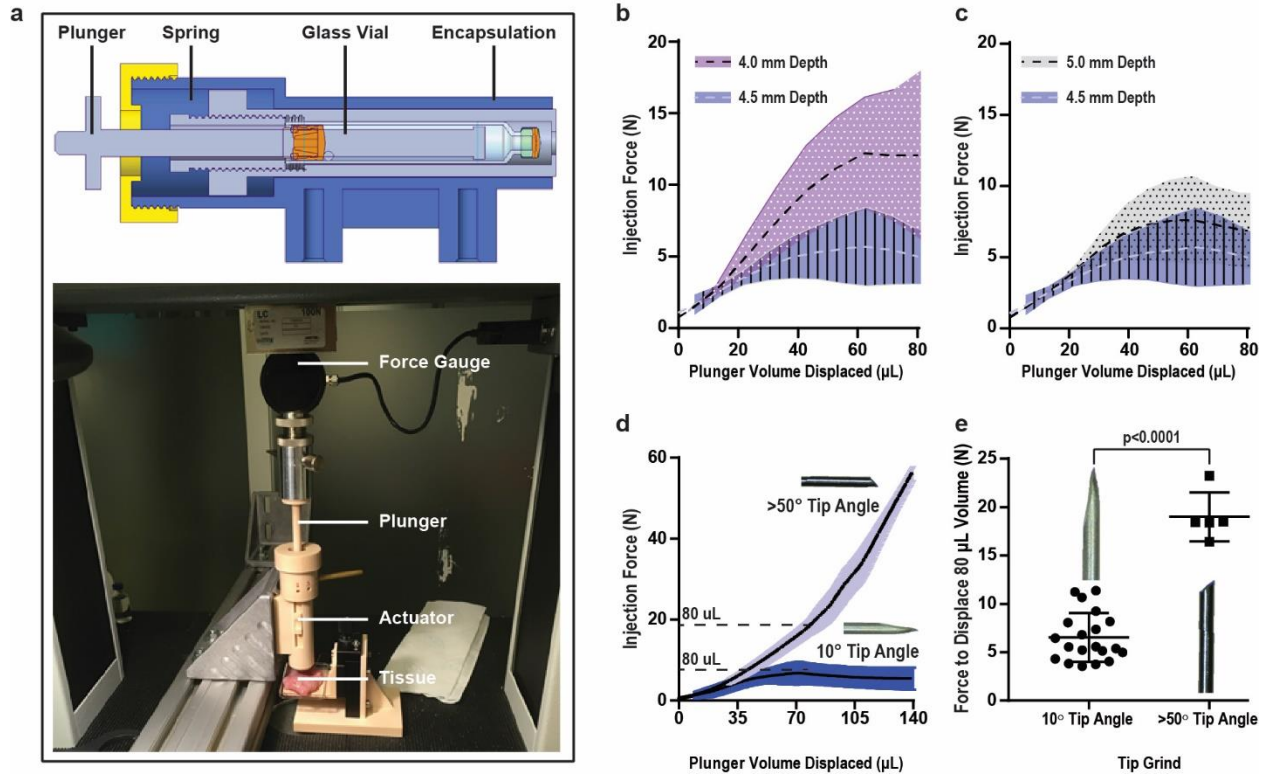 a
Plunger
Spring
Glass Vial
Encapsulation
LC
100N
Force Gauge
Plunger
Actuator
Tissue
b
20
15
10
5
0
Injection Force (N)
4.0 mm Depth
4.5 mm Depth
0
20
40
60
80
Plunger Volume Displaced (µL)
c
20
15
10
5
0
Injection Force (N)
5.0 mm Depth
4.5 mm Depth
0
20
40
60
80
Plunger Volume Displaced (µL)
d
60
40
20
0
Injection Force (N)
>50° Tip Angle
80 uL
10° Tip Angle
80 uL
0
35
70
105
140
Plunger Volume Displaced (µL)
e
p<0.0001
25
20
15
10
5
0
Force to Displace 80 µL Volume (N)
10° Tip Angle
>50° Tip Angle
Tip Grind